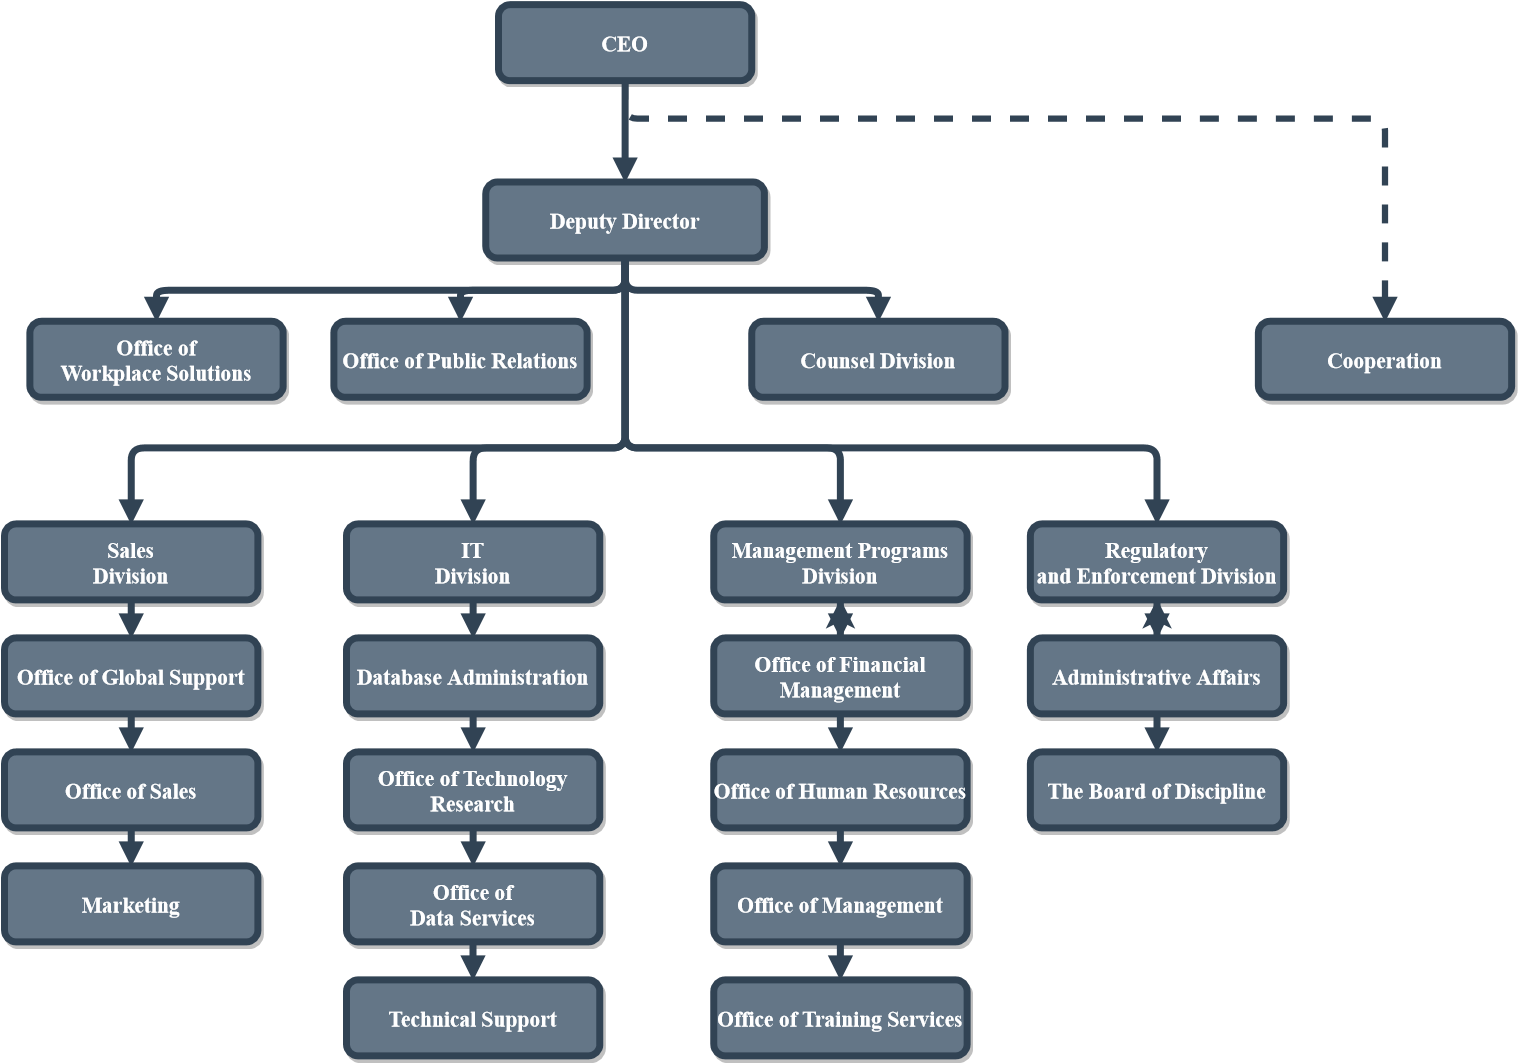 CEO
Deputy Director
Office of
Workplace Solutions
Office of Public Relations
Counsel Division
Cooperation
Sales
Division
IT
Division
Management Programs
Division
Regulatory
and Enforcement Division
Office of Global Support
Database Administration
Office of Financial
Management
Administrative Affairs
Office of Sales
Office of Technology
Research
Office of Human Resources
The Board of Discipline
Marketing
Office of
Data Services
Office of Management
Technical Support
Office of Training Services